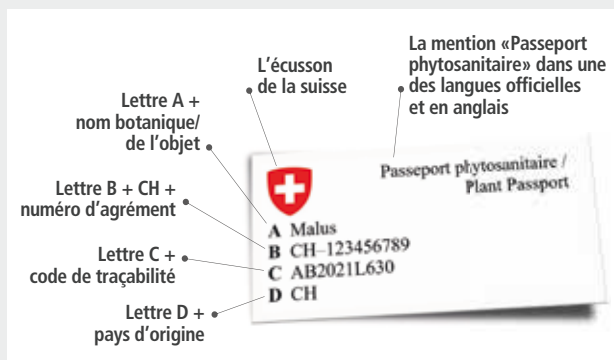 L'écusson
de la suisse
La mention «Passeport
phytosanitaire» dans une
des langues officielles
et en anglais
Lettre A +
nom botanique/
de l'objet
Lettre B + CH +
numéro d'agrément
Lettre C +
code de traçabilité
Lettre D +
pays d'origine
Passeport phytosanitaire /
Plant Passport
A Malus
B CH–123456789
C AB2021L630
D CH